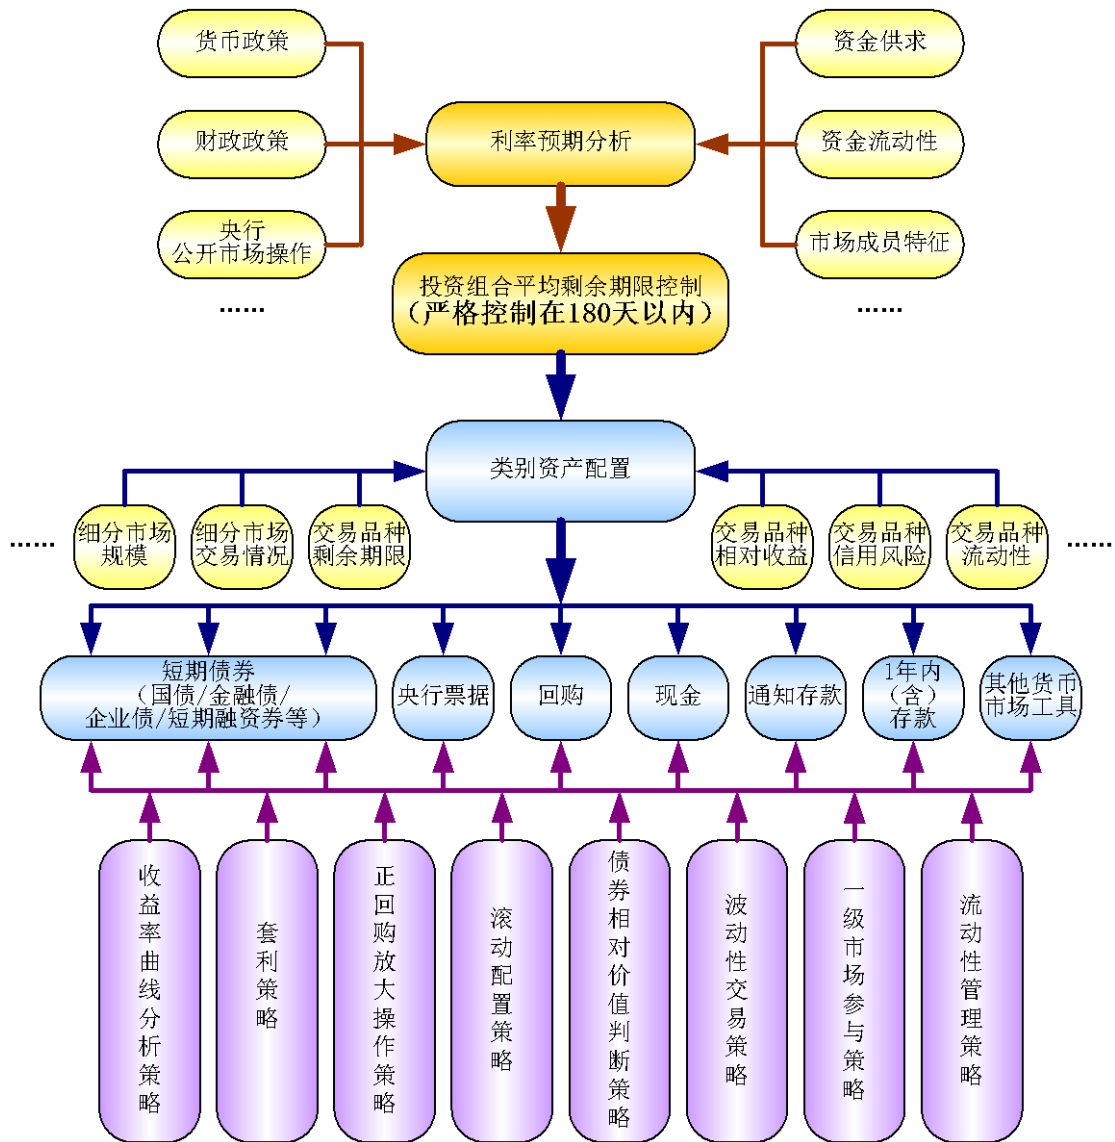 货币政策
资金供求
财政政策
利率预期分析
资金流动性
央行
公开市场操作
市场成员特征
……
投资组合平均剩余期限控制
（严格控制在180天以内）
……
类别资产配置
……
细分市场
规模
细分市场
交易情况
交易品种
剩余期限
交易品种
相对收益
交易品种
信用风险
交易品种
流动性
……
短期债券
（国债/金融债/
企业债/短期融资券等）
央行票据
回购
现金
通知存款
1年内
（含）
存款
其他货币
市场工具
收益率曲线分析策略
套利策略
正回购放大操作策略
滚动配置策略
债券相对价值判断策略
波动性交易策略
一级市场参与策略
流动性管理策略